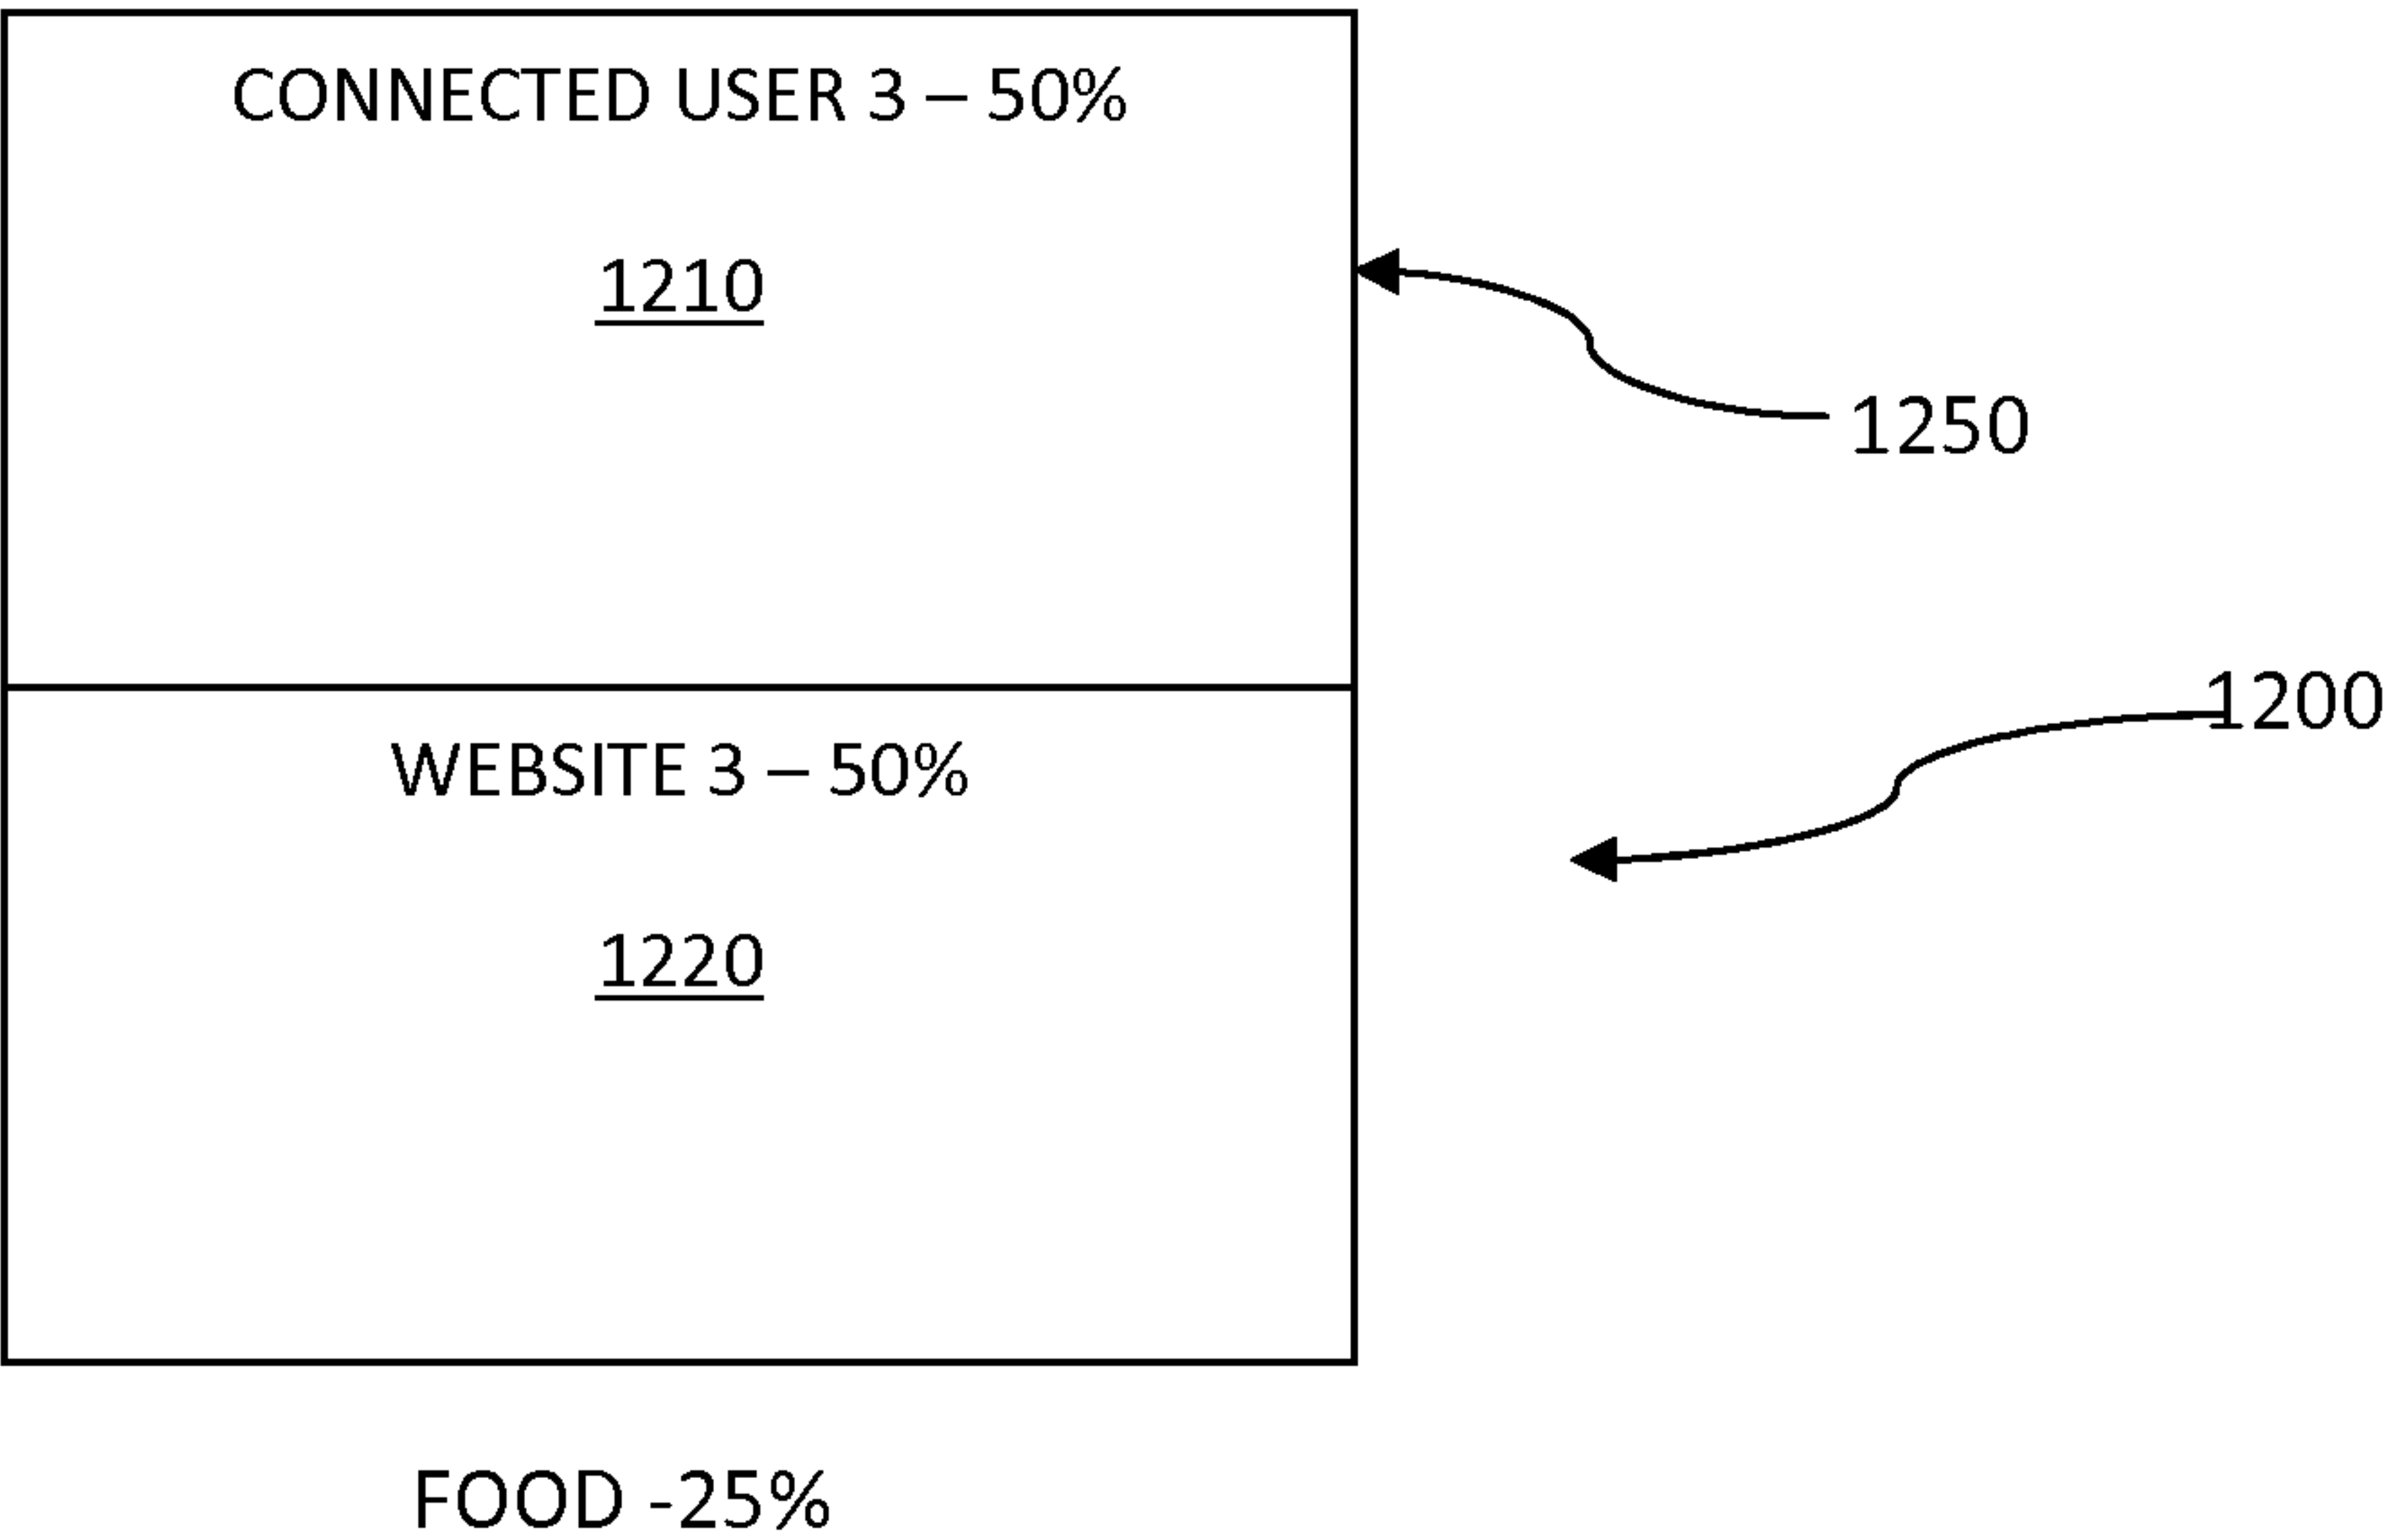 CONNECTED USER 3 – 50%
1210
1250
1200
WEBSITE 3 – 50%
1220
FOOD -25%